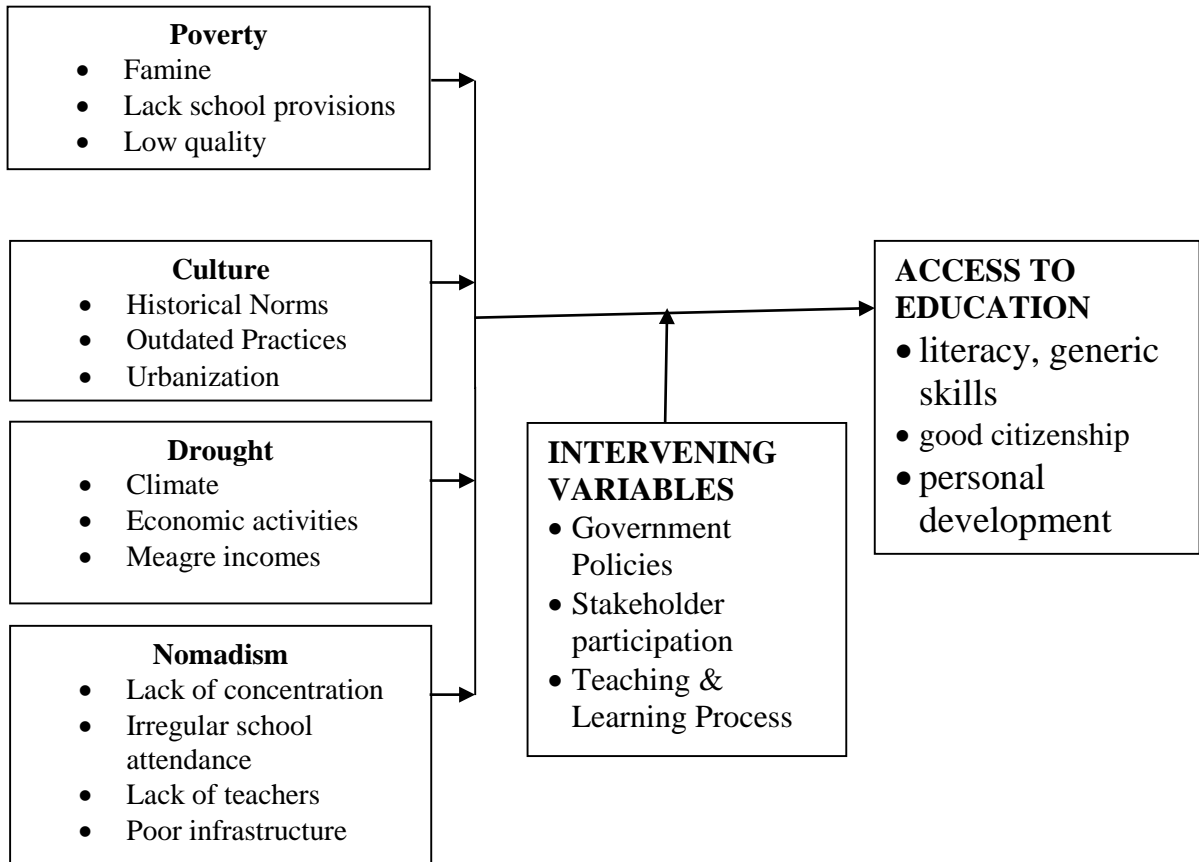 Poverty
• Famine
• Lack school provisions
• Low quality
Culture
• Historical Norms
• Outdated Practices
• Urbanization
Drought
• Climate
• Economic activities
• Meagre incomes
Nomadism
• Lack of concentration
• Irregular school
attendance
• Lack of teachers
• Poor infrastructure
INTERVENING
VARIABLES
• Government
Policies
• Stakeholder
participation
• Teaching &
Learning Process
ACCESS TO
EDUCATION
• literacy, generic
skills
• good citizenship
• personal
development